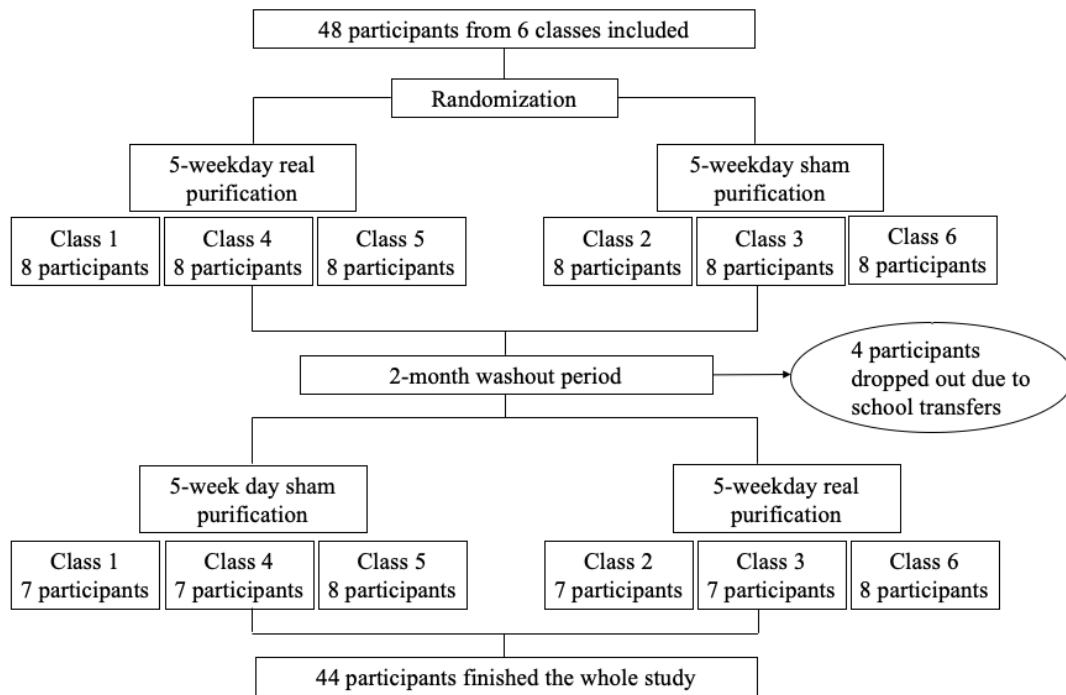 48 participants from 6 classes included
Randomization
5-weekday real
purification
5-weekday sham
purification
Class 1
8 participants
Class 4
8 participants
Class 5
8 participants
Class 2
8 participants
Class 3
8 participants
Class 6
8 participants
2-month washout period
4 participants
dropped out due to
school transfers
5-week day sham
purification
5-weekday real
purification
Class 1
7 participants
Class 4
7 participants
Class 5
8 participants
Class 2
7 participants
Class 3
7 participants
Class 6
8 participants
44 participants finished the whole study